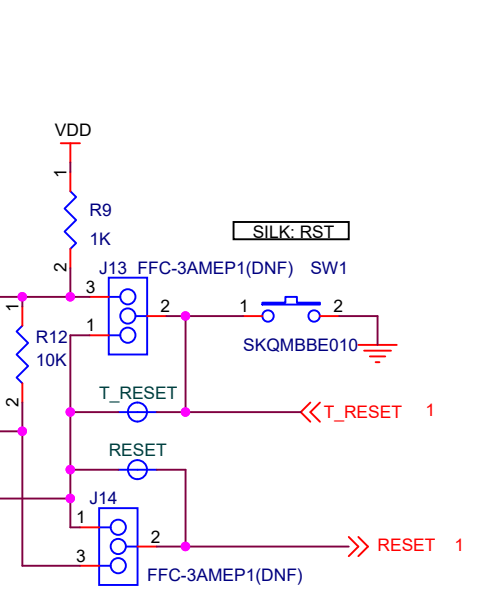 VDD
1
R9
1K
2
SILK: RST
J13 FFC-3AMEP1(DNF) SW1
3
2
1
2
1
1
R12
10K
SKQMBBE010
2
T_RESET
T_RESET 1
RESET
J14
1
2
RESET 1
3
FFC-3AMEP1(DNF)